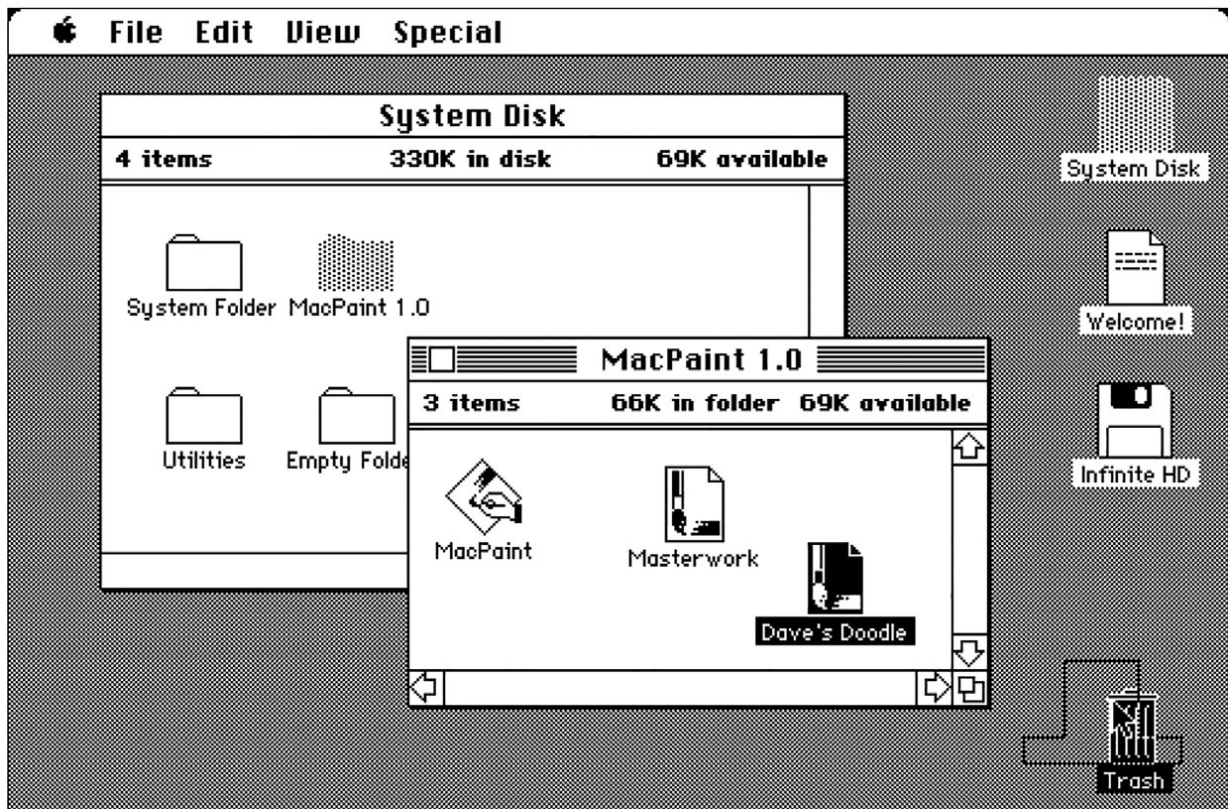 File Edit View Special
System Disk
4 items 330K in disk 69K available
System Folder MacPaint 1.0
Utilities Empty Folde
MacPaint 1.0
3 items 66K in folder 69K available
MacPaint
Masterwork
Dave's Doodle
System Disk
Welcome!
Infinite HD
Trash